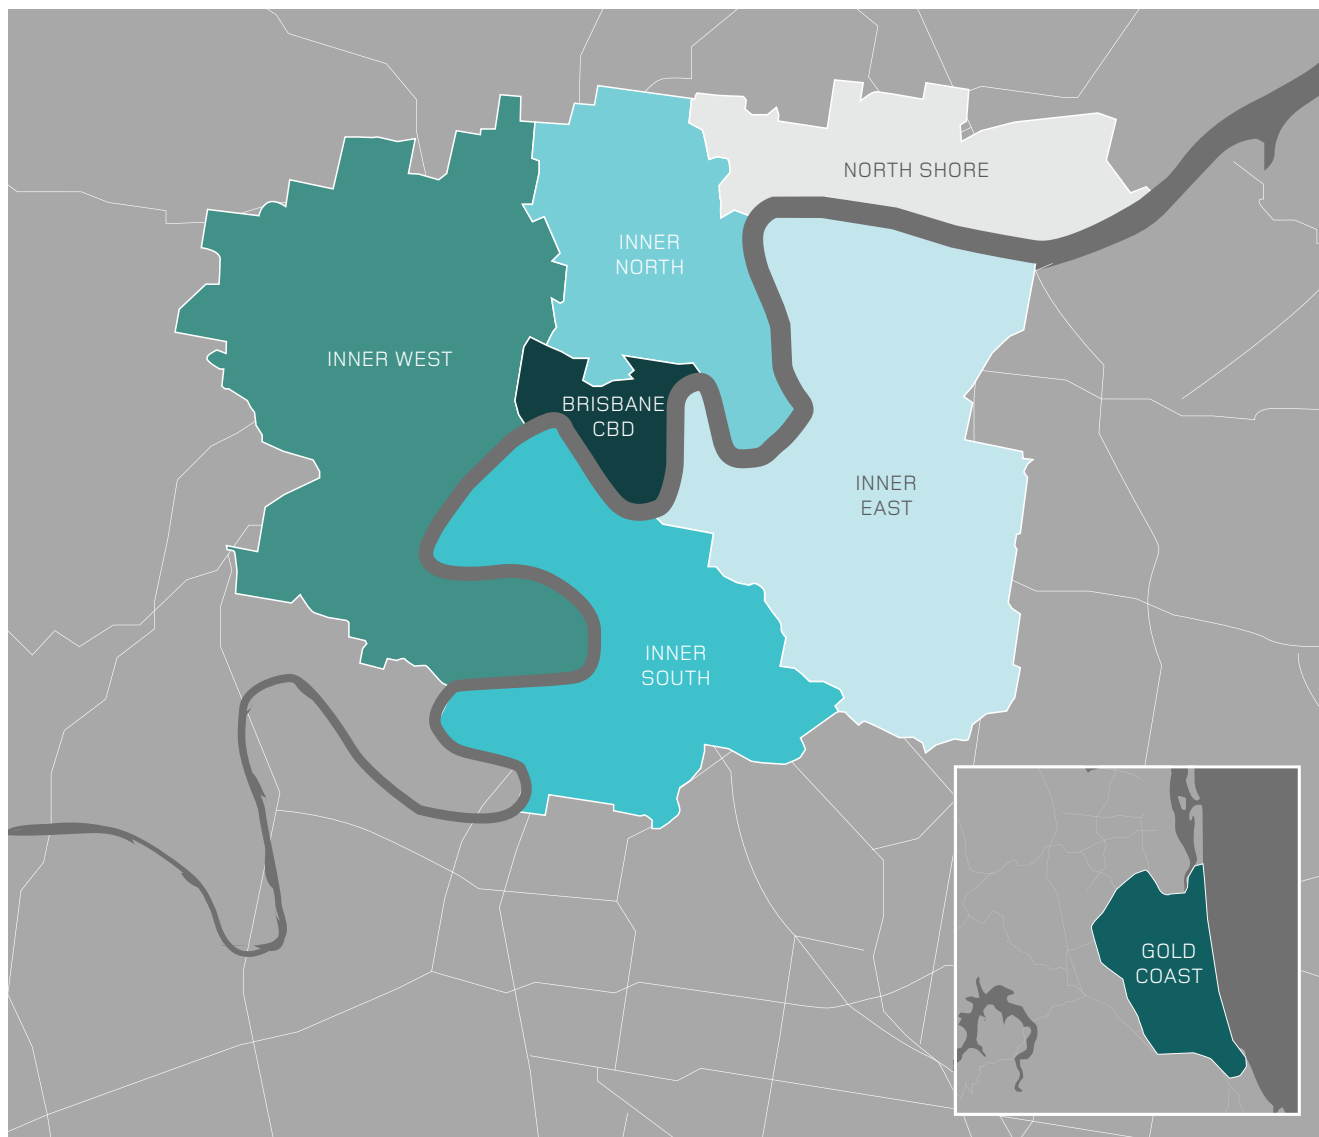 NORTH SHORE
INNER
NORTH
INNER WEST
BRISBANE
CBD
INNER
EAST
INNER
SOUTH
GOLD
COAST